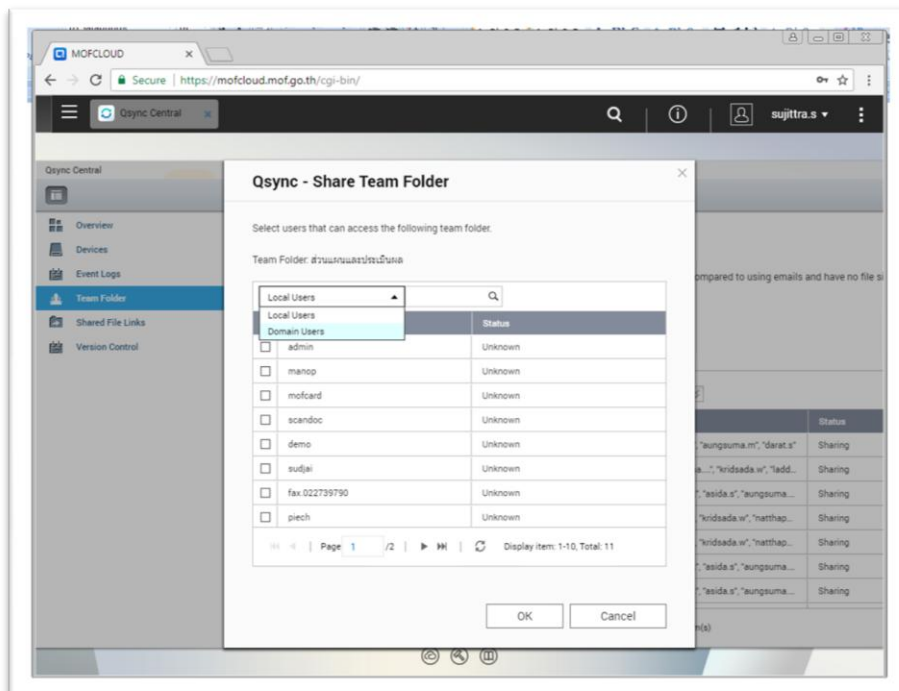 MOFCLOUD
Secure | https://mofcloud.mof.go.th/cgi-bin/
Qsync Central
sujittra.s
Qsync Central
Overview
Devices
Event Logs
Team Folder
Shared File Links
Version Control
Qsync - Share Team Folder
Select users that can access the following team folder.
Team Folder: ส่วนแผนและประเมินผล
Local Users
Local Users
Domain Users
Status
admin Unknown
manop Unknown
mofcard Unknown
scandoc Unknown
demo Unknown
sudjai Unknown
fax.022739790 Unknown
piech Unknown
Page 1 /2 Display item: 1-10, Total: 11
OK Cancel
ompared to using emails and have no file si
Status
, "aungsuma.m", "darat.s" Sharing
a....", "kridsada.w", "ladd... Sharing
", "asida.s", "aungsuma.... Sharing
"kridsada.w", "natthap... Sharing
"kridsada.w", "natthap... Sharing
", "asida.s", "aungsuma.... Sharing
", "asida.s", "aungsuma.... Sharing
n(s)